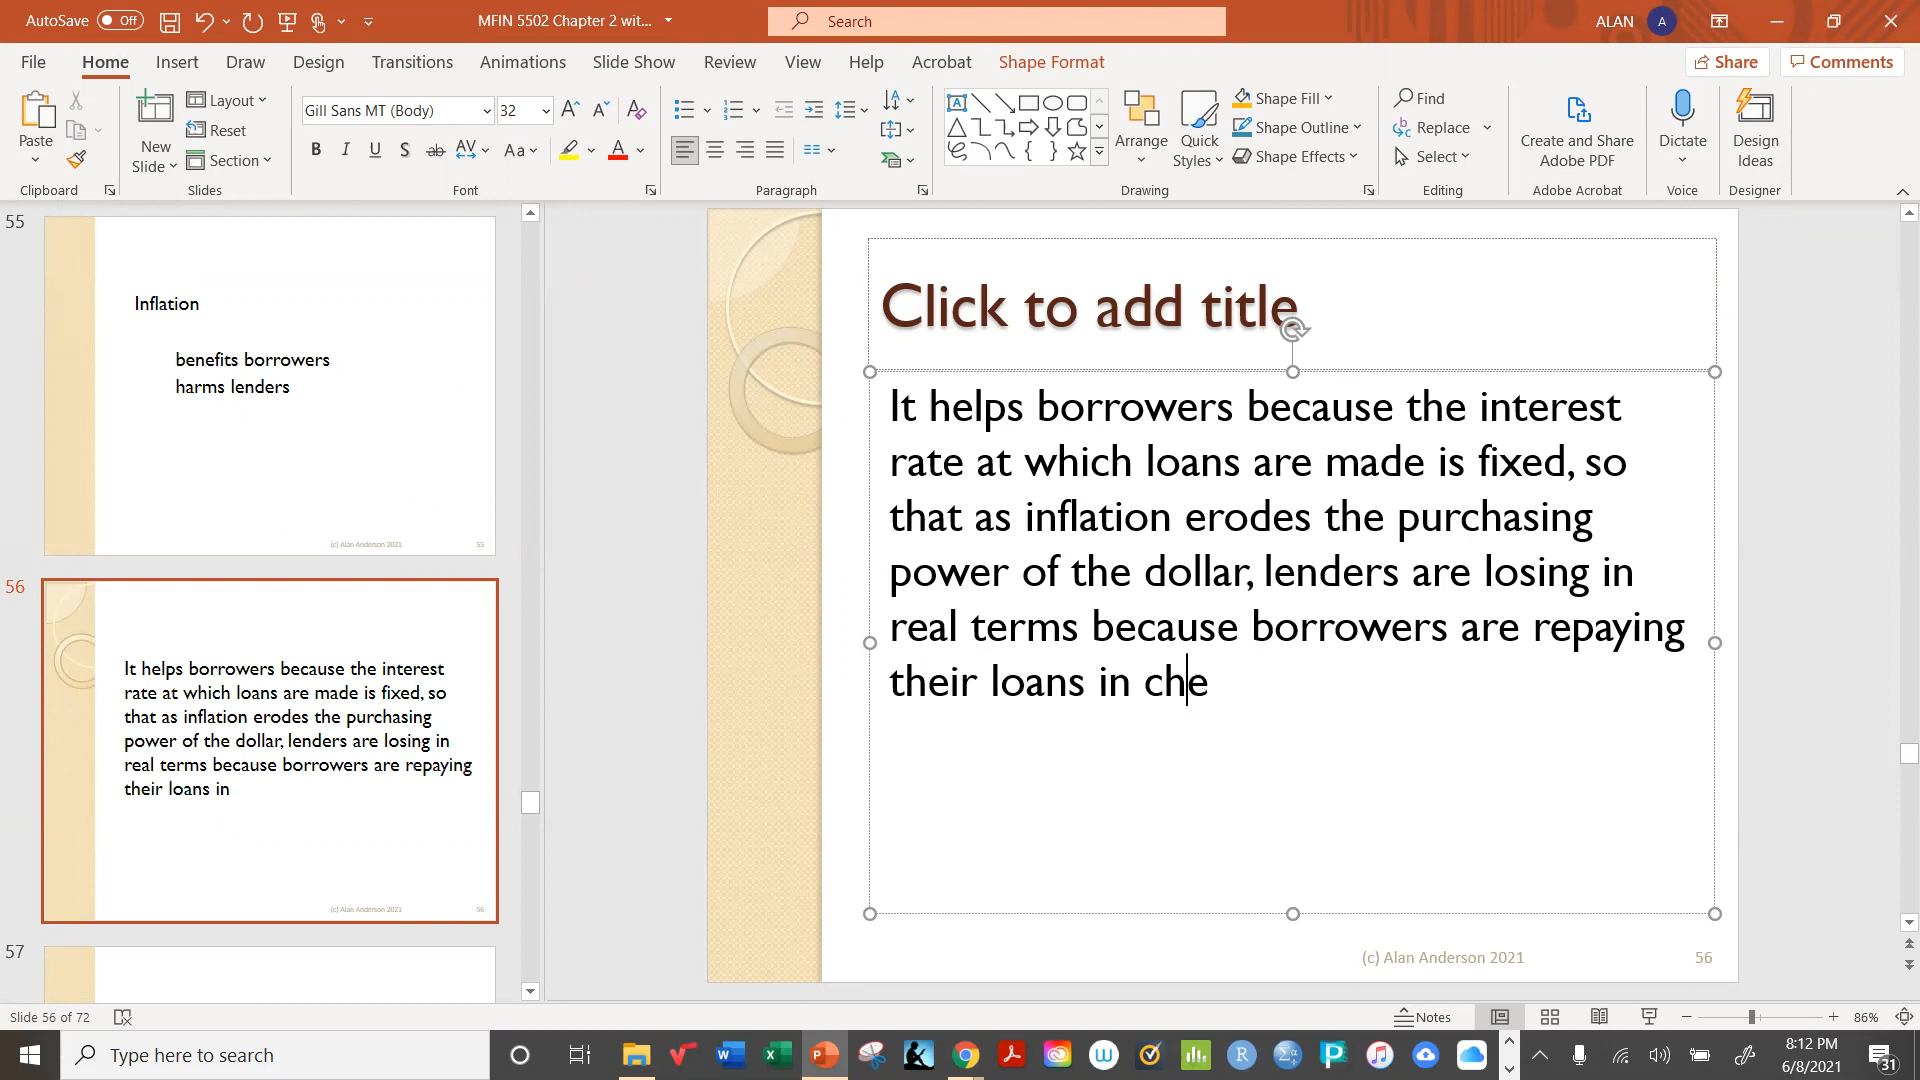 AutoSave Off
MFIN 5502 Chapter 2 wit...
Search
ALAN A
File Home Insert Draw Design Transitions Animations Slide Show Review View Help Acrobat Shape Format Share Comments
Paste
Clipboard
New Slide
Layout
Reset
Section
Slides
Gill Sans MT (Body) 32
B I U S ab AV Aa A
Font
Paragraph
Arrange
Quick Styles
Shape Fill
Shape Outline
Shape Effects
Drawing
Find
Replace
Select
Editing
Create and Share Adobe PDF
Adobe Acrobat
Dictate
Voice
Design Ideas
Designer
55
Inflation
benefits borrowers
harms lenders
(c) Alan Anderson 2021 55
56
It helps borrowers because the interest
rate at which loans are made is fixed, so
that as inflation erodes the purchasing
power of the dollar, lenders are losing in
real terms because borrowers are repaying
their loans in
(c) Alan Anderson 2021 56
57
Click to add title
It helps borrowers because the interest
rate at which loans are made is fixed, so
that as inflation erodes the purchasing
power of the dollar, lenders are losing in
real terms because borrowers are repaying
their loans in che
(c) Alan Anderson 2021 56
Slide 56 of 72
Notes
86%
Type here to search
8:12 PM
6/8/2021
31